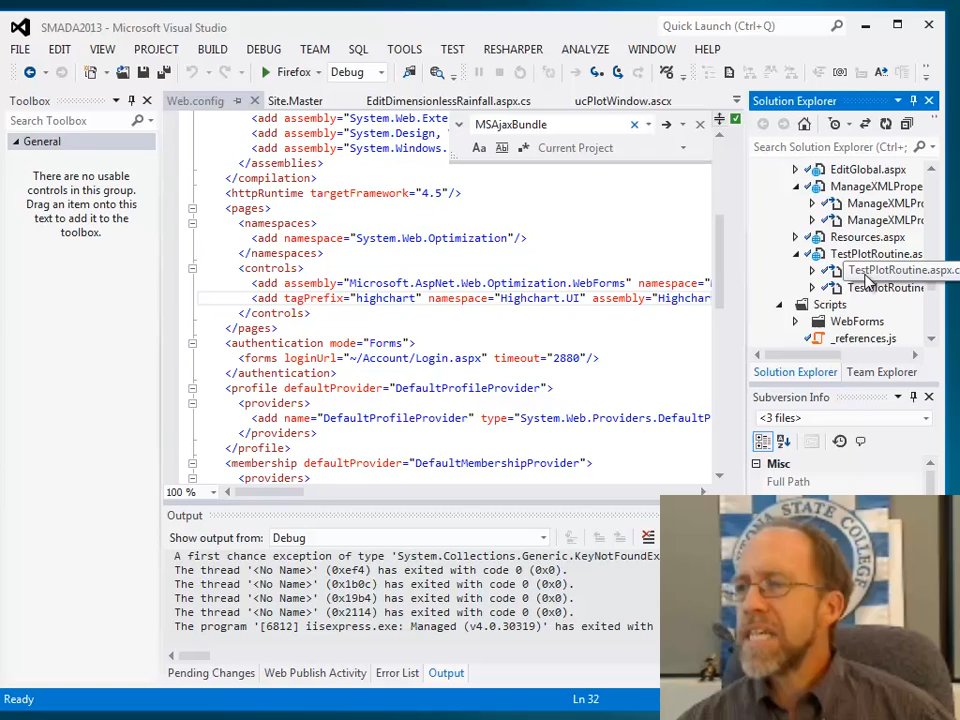 SMADA2013 - Microsoft Visual Studio
Quick Launch (Ctrl+Q)
FILE EDIT VIEW PROJECT BUILD DEBUG TEAM SQL TOOLS TEST RESHARPER ANALYZE WINDOW HELP
Firefox Debug
Toolbox
Search Toolbox
General
There are no usable
controls in this group.
Drag an item onto this
text to add it to the
toolbox.
Web.config Site.Master EditDimensionlessRainfall.aspx.cs ucPlotWindow.ascx
MSAjaxBundle
Aa Ab Current Project
<add assembly="System.Web.Exte
<add assembly="System.Design,
<add assembly="System.Windows.
</assemblies>
</compilation>
<httpRuntime targetFramework="4.5"/>
<pages>
<namespaces>
<add namespace="System.Web.Optimization"/>
</namespaces>
<controls>
<add assembly="Microsoft.AspNet.Web.Optimization.WebForms" namespace="
<add tagPrefix="highchart" namespace="Highchart.UI" assembly="Highchar
</controls>
</pages>
<authentication mode="Forms">
<forms loginUrl="~/Account/Login.aspx" timeout="2880"/>
</authentication>
<profile defaultProvider="DefaultProfileProvider">
<providers>
<add name="DefaultProfileProvider" type="System.Web.Providers.DefaultP
</providers>
</profile>
<membership defaultProvider="DefaultMembershipProvider">
<providers>
100 %
Output
Show output from: Debug
A first chance exception of type 'System.Collections.Generic.KeyNotFoundEx
The thread '<No Name>' (0xef4) has exited with code 0 (0x0).
The thread '<No Name>' (0x1b0c) has exited with code 0 (0x0).
The thread '<No Name>' (0x19b4) has exited with code 0 (0x0).
The thread '<No Name>' (0x2114) has exited with code 0 (0x0).
The program '[6812] iisexpress.exe: Managed (v4.0.30319)' has exited with
Pending Changes Web Publish Activity Error List Output
Ready Ln 32
Solution Explorer
Search Solution Explorer (Ctrl+;
EditGlobal.aspx
ManageXMLPrope
ManageXMLPro
ManageXMLPro
Resources.aspx
TestPlotRoutine.as
TestPlotRoutine.aspx.c
TestPlotRoutine
Scripts
WebForms
_references.js
Solution Explorer Team Explorer
Subversion Info
<3 files>
Misc
Full Path
STATE COLLEGE